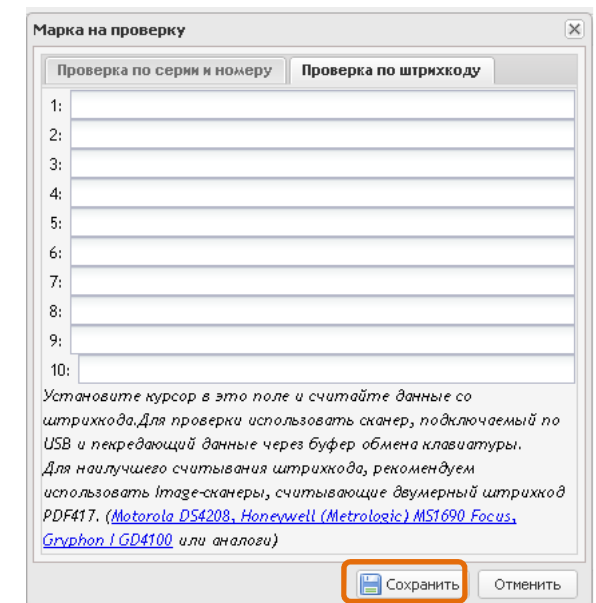 Марка на проверку
Проверка по серии и номеру Проверка по штрихкоду
1:
2:
3:
4:
5:
6:
7:
8:
9:
10:
Установите курсор в это поле и считайте данные со
штрихкода.Для проверки использовать сканер, подключаемый по
USB и пекредающий данные через буфер обмена клавиатуры.
Для наилучшего считывания штрихкода, рекомендуем
использовать Image-сканеры, считывающие двумерный штрихкод
PDF417. (Motorola DS4208, Honeywell (Metrologic) MS1690 Focus,
Gryphon I GD4100 или аналоги)
Сохранить Отменить